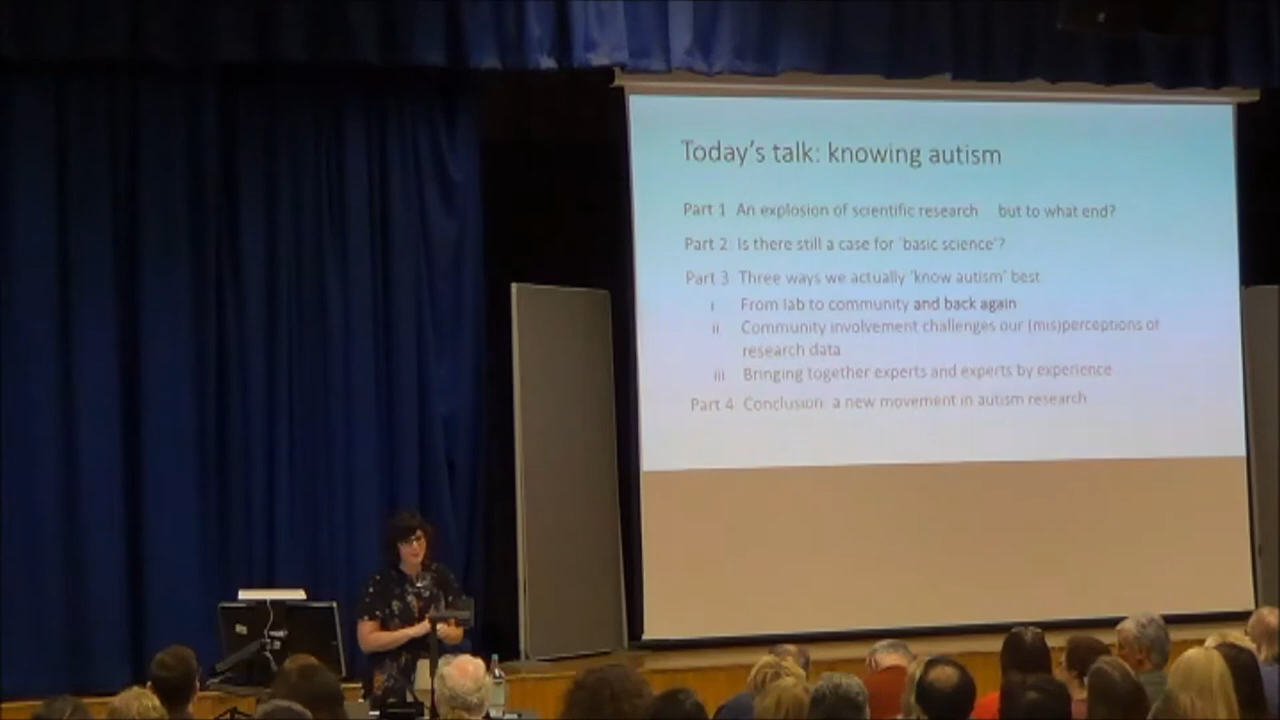 Today's talk: knowing autism
Part 1 An explosion of scientific research but to what end?
Part 2: Is there still a case for 'basic science'?
Part 3 Three ways we actually 'know autism' best
i From lab to community and back again
ii Community involvement challenges our (mis)perceptions of
research data
iii Bringing together experts and experts by experience
Part 4 Conclusion: a new movement in autism research